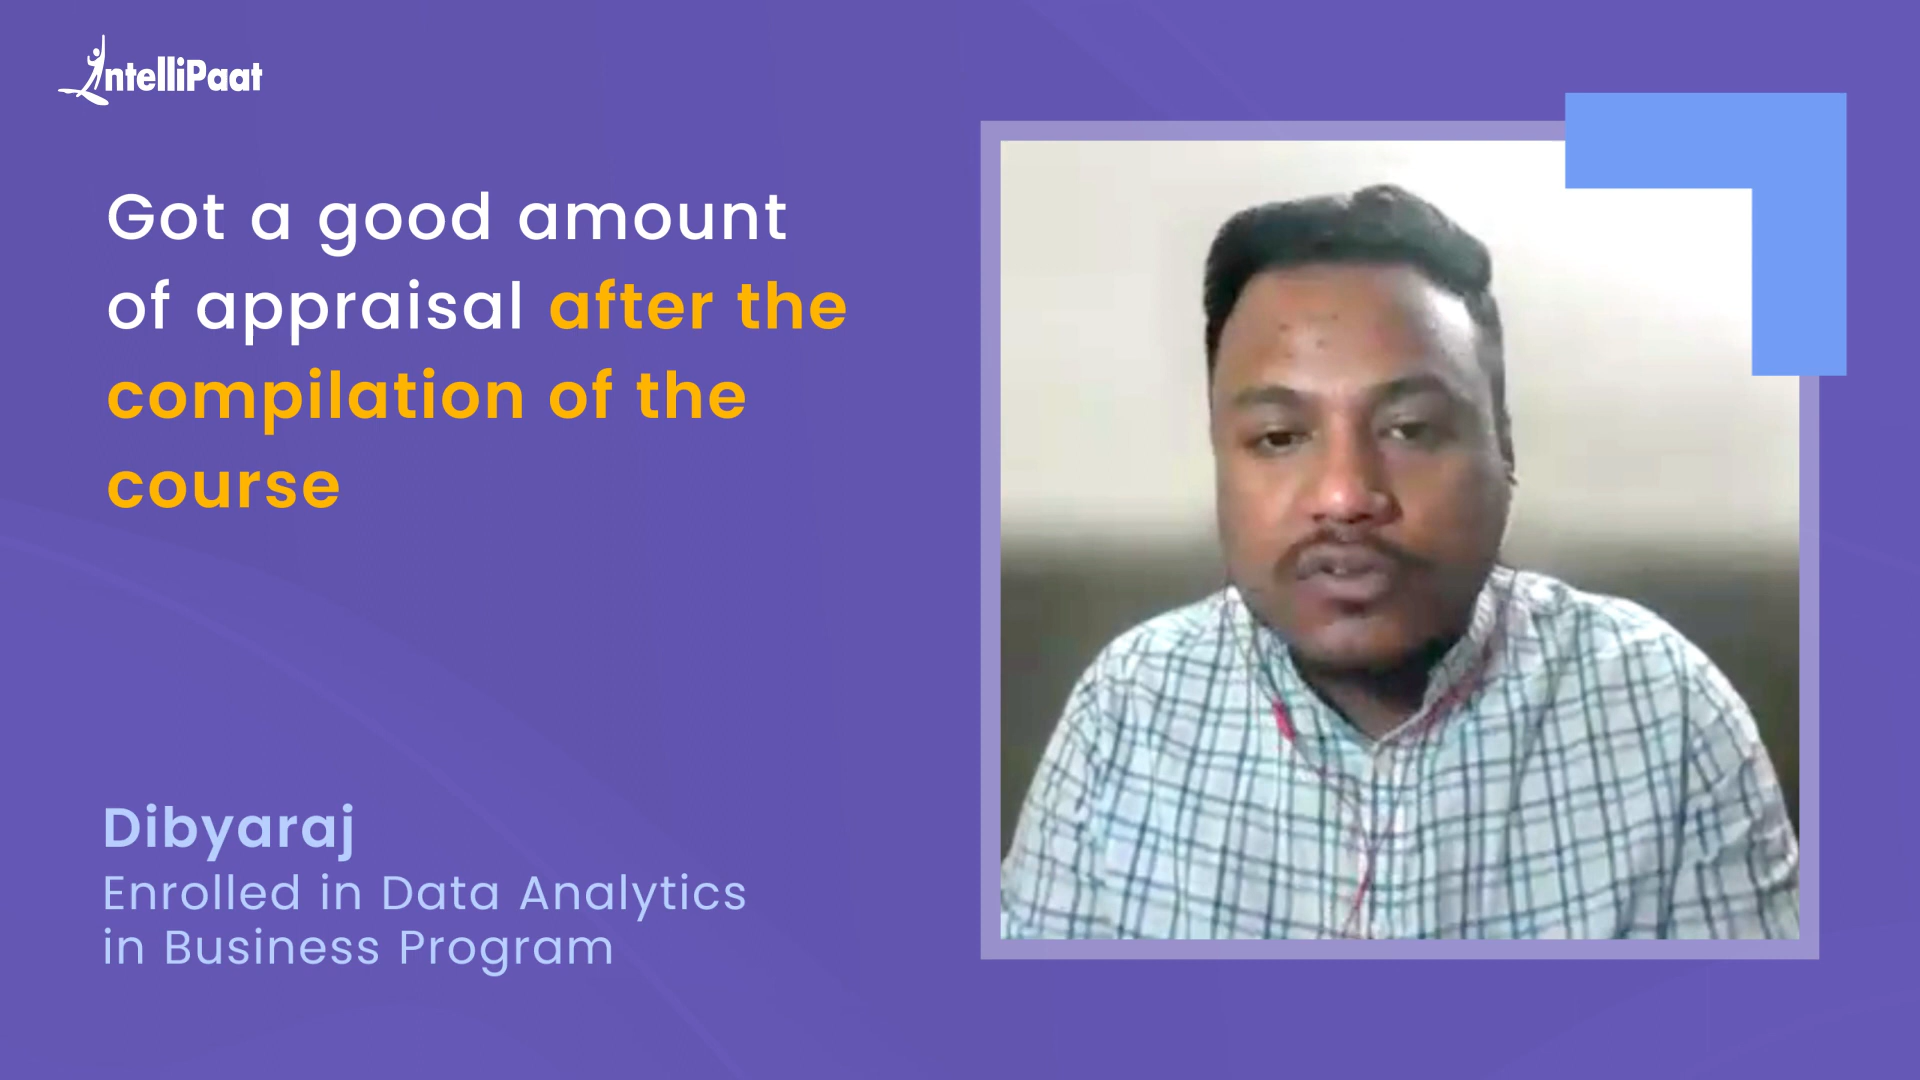 IntelliPaat
Got a good amount
of appraisal after the
compilation of the
course
Dibyaraj
Enrolled in Data Analytics
in Business Program